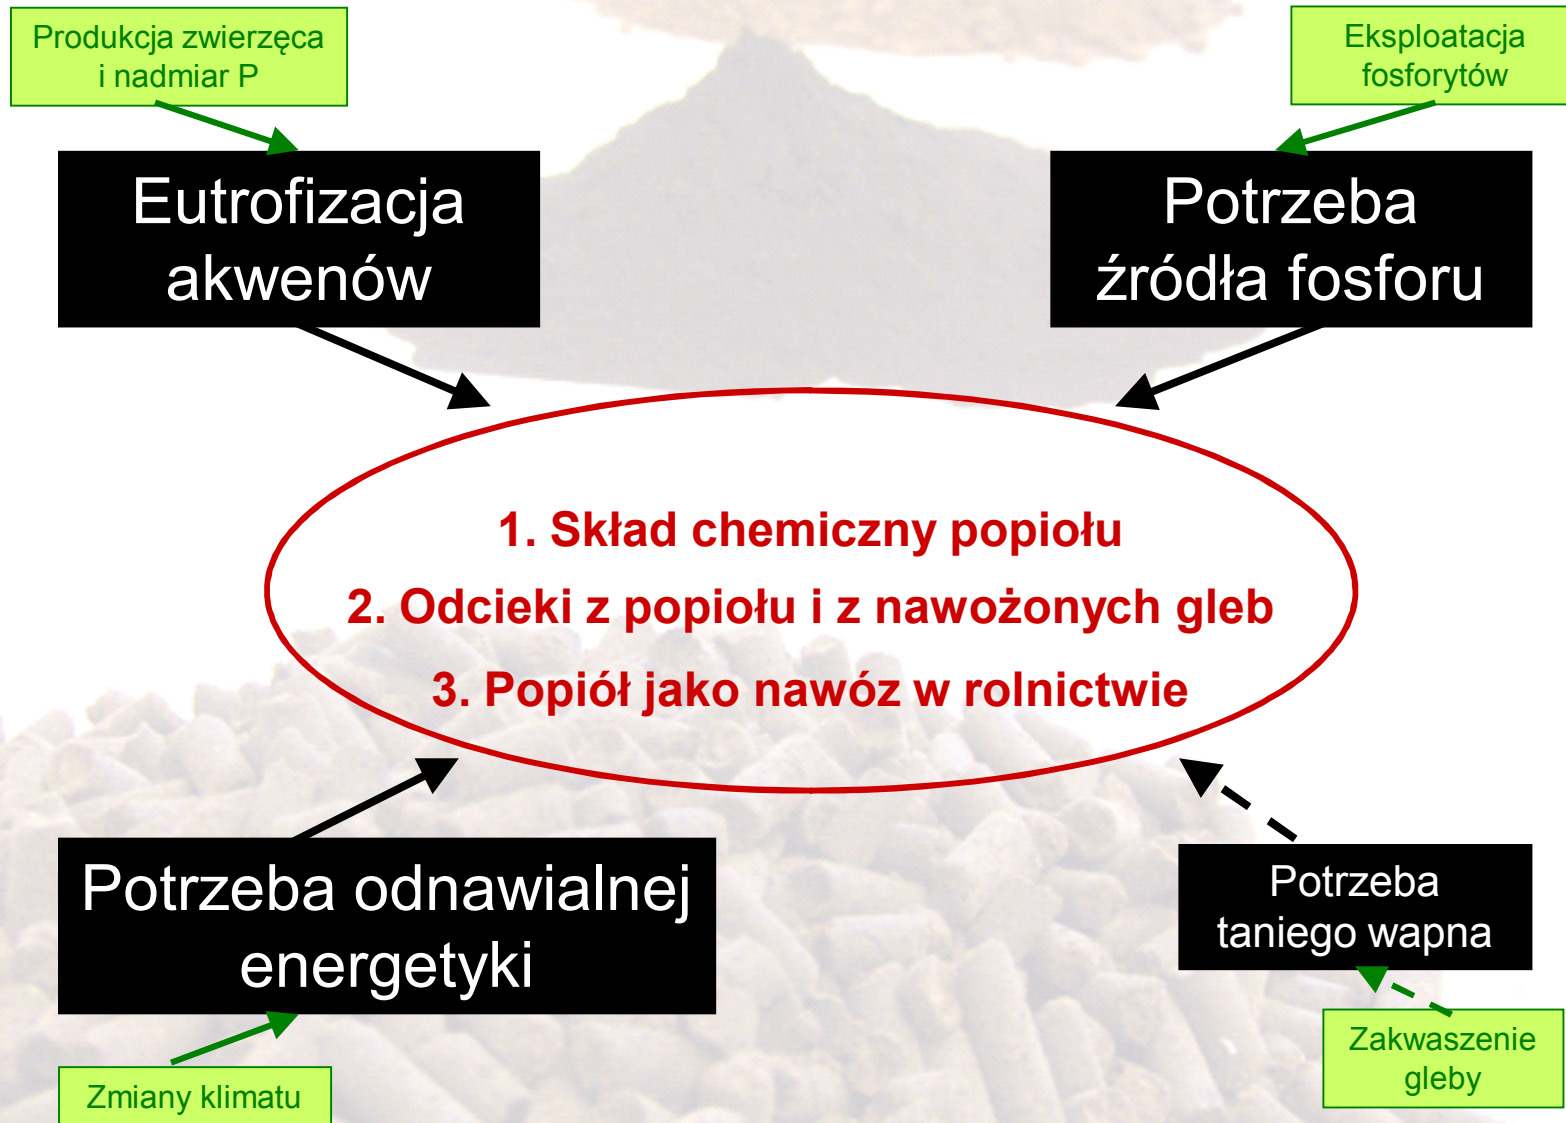 Produkcja zwierzęca
i nadmiar P
Eksploatacja
fosforytów
Eutrofizacja
akwenów
Potrzeba
źródła fosforu
1. Skład chemiczny popiołu
2. Odcieki z popiołu i z nawożonych gleb
3. Popiół jako nawóz w rolnictwie
Potrzeba odnawialnej
energetyki
Potrzeba
taniego wapna
Zmiany klimatu
Zakwaszenie
gleby